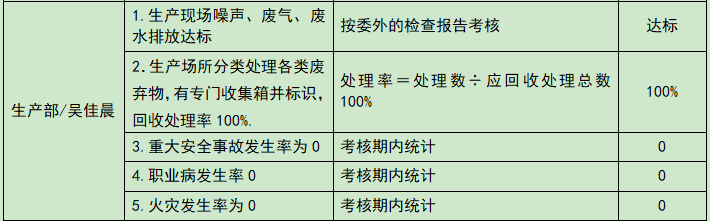 生产部/吴佳晨
1.生产现场噪声、废气、废
水排放达标
按委外的检查报告考核
达标
2.生产场所分类处理各类废
弃物,有专门收集箱并标识,
回收处理率 100%.
处理率＝处理数÷应回收处理总数
100%
100%
3.重大安全事故发生率为 0
考核期内统计
0
4.职业病发生率 0
考核期内统计
0
5.火灾发生率为 0
考核期内统计
0